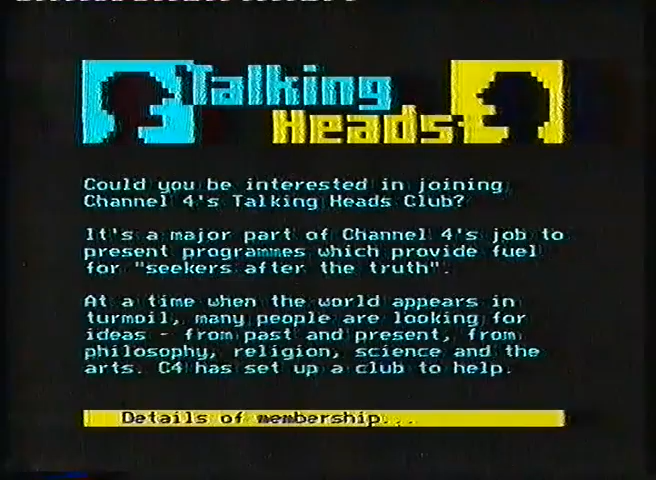 Talking
Heads
Could you be interested in joining
Channel 4's Talking Heads Club?
It's a major part of Channel 4's job to
present programmes which provide fuel
for "seekers after the truth".
At a time when the world appears in
turmoil, many people are looking for
ideas - from past and present, from
philosophy, religion, science and the
arts. C4 has set up a club to help.
Details of membership...